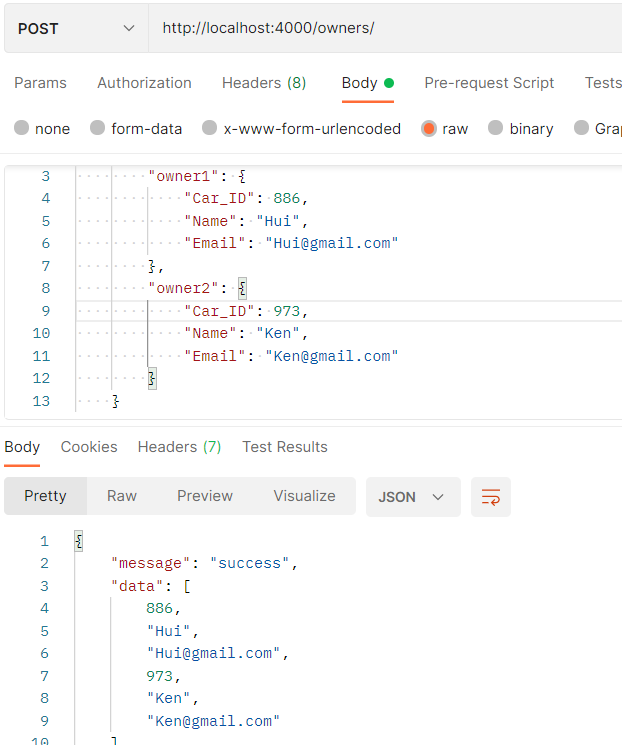 POST http://localhost:4000/owners/
Params Authorization Headers (8) Body Pre-request Script Tests
none form-data x-www-form-urlencoded raw binary Gra
3 "owner1": {
4 "Car_ID": 886,
5 "Name": "Hui",
6 "Email": "Hui@gmail.com"
7 },
8 "owner2": {
9 "Car_ID": 973,
10 "Name": "Ken",
11 "Email": "Ken@gmail.com"
12 }
13 }
Body Cookies Headers (7) Test Results
Pretty Raw Preview Visualize JSON
1 {
2 "message": "success",
3 "data": [
4 886,
5 "Hui",
6 "Hui@gmail.com",
7 973,
8 "Ken",
9 "Ken@gmail.com"
10 ]